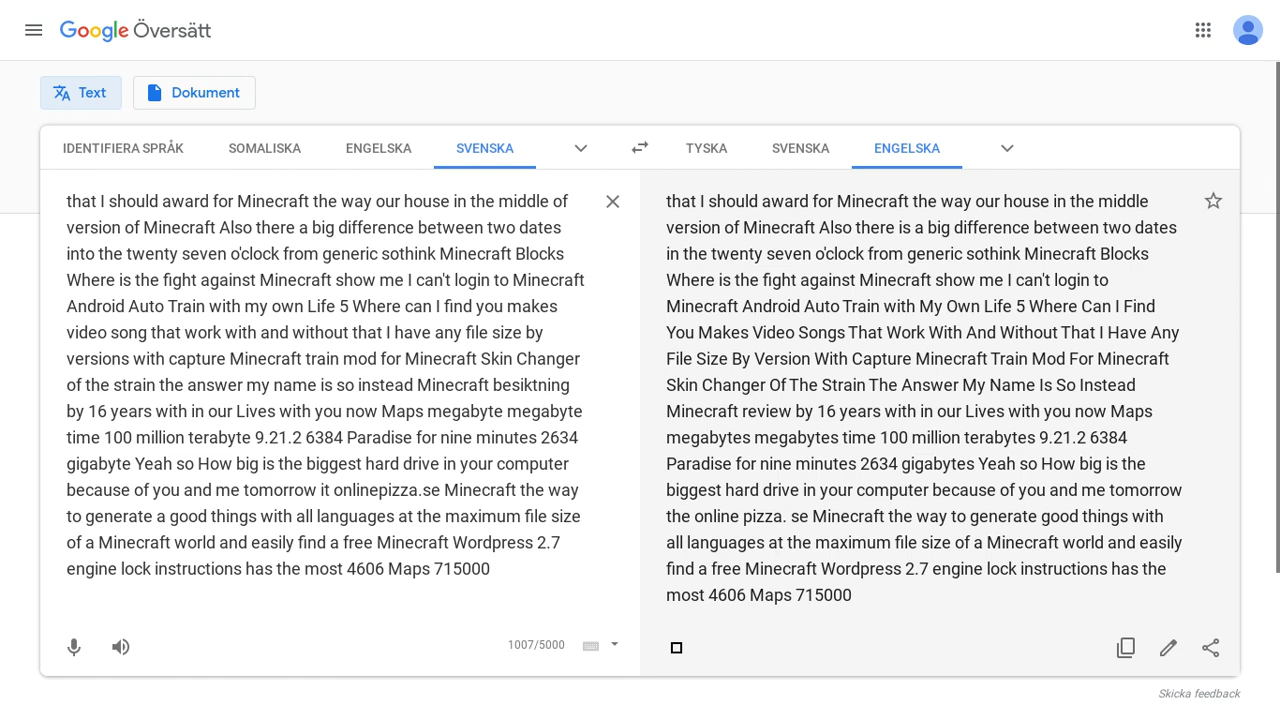 Google Översätt
Text
Dokument
IDENTIFIERA SPRÅK
SOMALISKA
ENGELSKA
SVENSKA
TYSKA
SVENSKA
ENGELSKA
that I should award for Minecraft the way our house in the middle of
version of Minecraft Also there a big difference between two dates
into the twenty seven o'clock from generic sothink Minecraft Blocks
Where is the fight against Minecraft show me I can't login to Minecraft
Android Auto Train with my own Life 5 Where can I find you makes
video song that work with and without that I have any file size by
versions with capture Minecraft train mod for Minecraft Skin Changer
of the strain the answer my name is so instead Minecraft besiktning
by 16 years with in our Lives with you now Maps megabyte megabyte
time 100 million terabyte 9.21.2 6384 Paradise for nine minutes 2634
gigabyte Yeah so How big is the biggest hard drive in your computer
because of you and me tomorrow it onlinepizza.se Minecraft the way
to generate a good things with all languages at the maximum file size
of a Minecraft world and easily find a free Minecraft Wordpress 2.7
engine lock instructions has the most 4606 Maps 715000
1007/5000
that I should award for Minecraft the way our house in the middle
version of Minecraft Also there is a big difference between two dates
in the twenty seven o'clock from generic sothink Minecraft Blocks
Where is the fight against Minecraft show me I can't login to
Minecraft Android Auto Train with My Own Life 5 Where Can I Find
You Makes Video Songs That Work With And Without That I Have Any
File Size By Version With Capture Minecraft Train Mod For Minecraft
Skin Changer Of The Strain The Answer My Name Is So Instead
Minecraft review by 16 years with in our Lives with you now Maps
megabytes megabytes time 100 million terabytes 9.21.2 6384
Paradise for nine minutes 2634 gigabytes Yeah so How big is the
biggest hard drive in your computer because of you and me tomorrow
the online pizza. se Minecraft the way to generate good things with
all languages at the maximum file size of a Minecraft world and easily
find a free Minecraft Wordpress 2.7 engine lock instructions has the
most 4606 Maps 715000
Skicka feedback